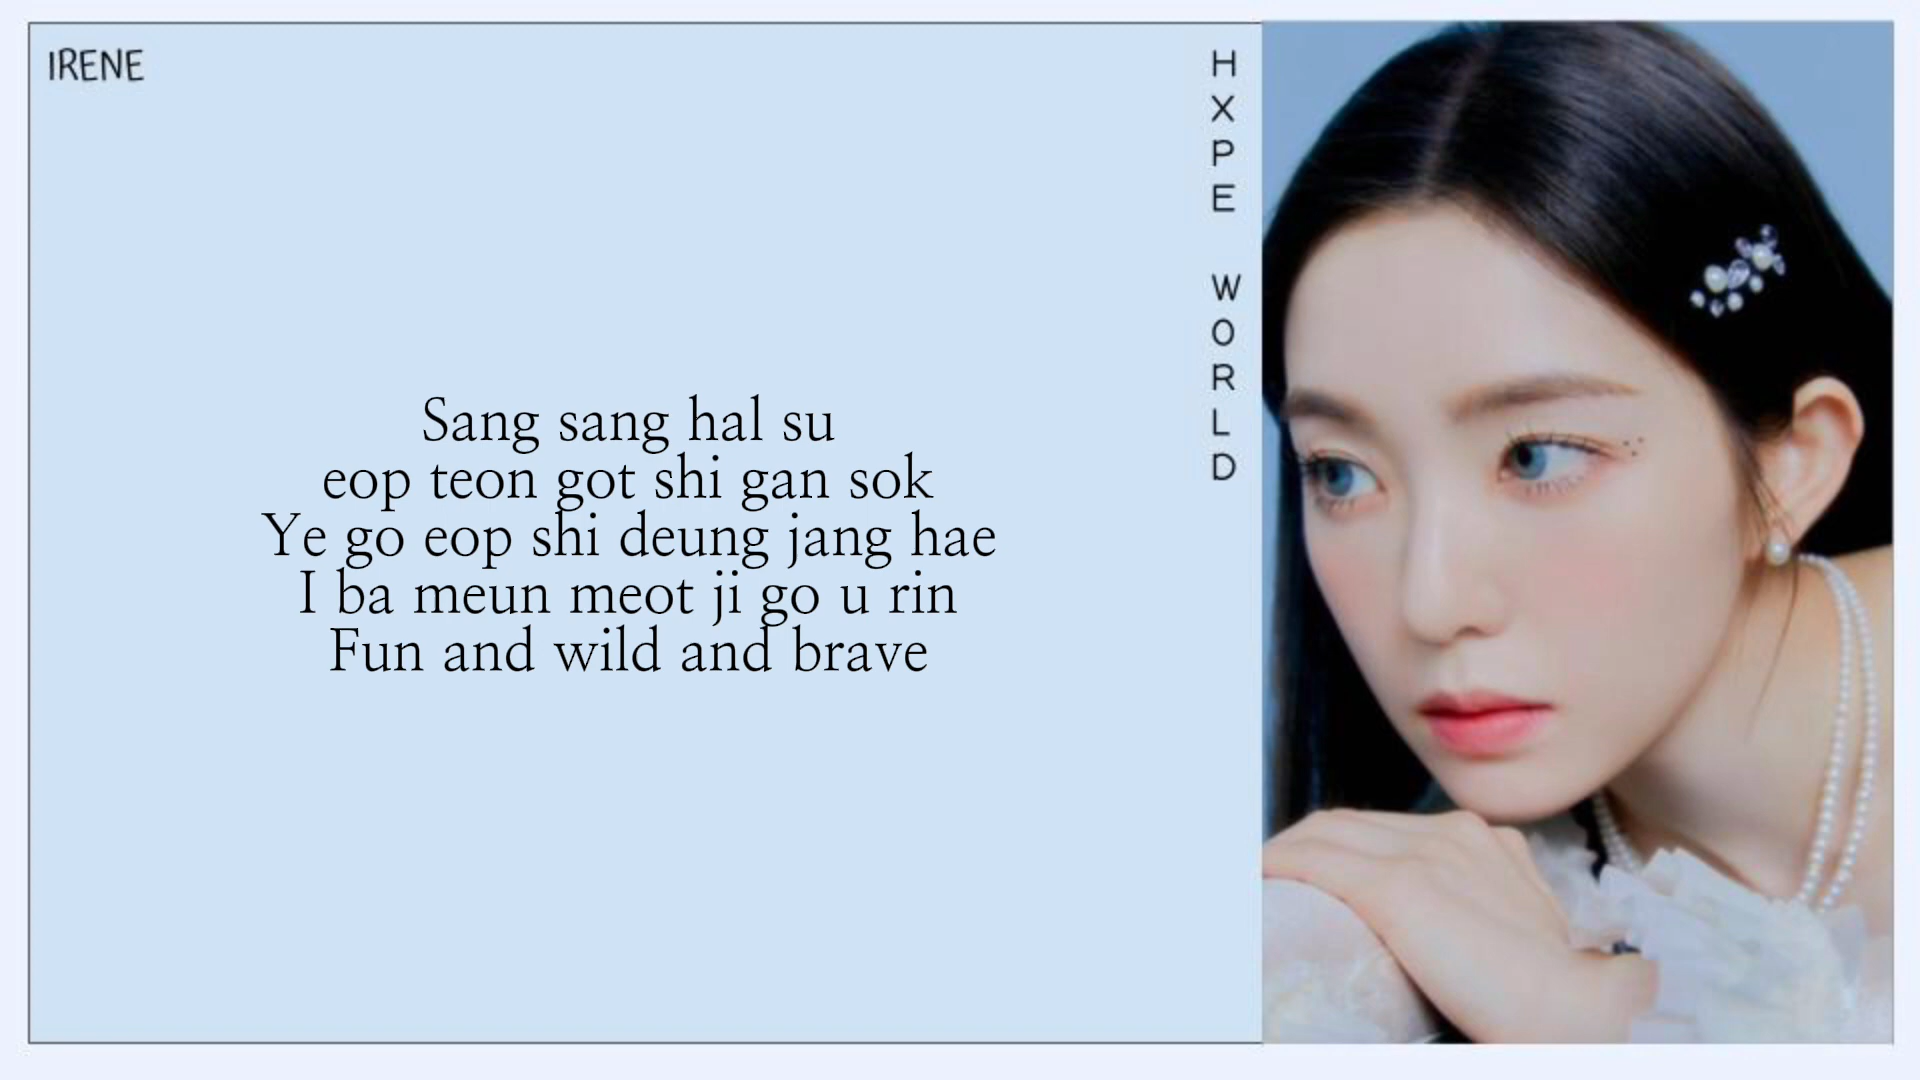 IRENE
Sang sang hal su
eop teon got shi gan sok
Ye go eop shi deung jang hae
I ba meun meot ji go u rin
Fun and wild and brave
HXPE WORLD